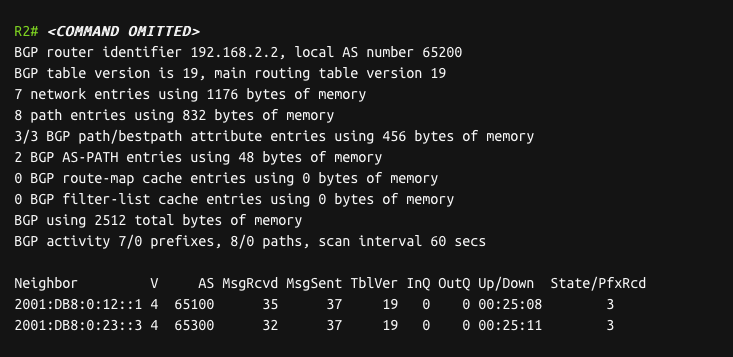 R2# <COMMAND OMITTED>
BGP router identifier 192.168.2.2, local AS number 65200
BGP table version is 19, main routing table version 19
7 network entries using 1176 bytes of memory
8 path entries using 832 bytes of memory
3/3 BGP path/bestpath attribute entries using 456 bytes of memory
2 BGP AS-PATH entries using 48 bytes of memory
0 BGP route-map cache entries using 0 bytes of memory
0 BGP filter-list cache entries using 0 bytes of memory
BGP using 2512 total bytes of memory
BGP activity 7/0 prefixes, 8/0 paths, scan interval 60 secs

Neighbor         V     AS MsgRcvd MsgSent  TblVer  InQ  OutQ Up/Down  State/PfxRcd
2001:DB8:0:12::1 4  65100      35      37      19   0    0 00:25:08        3
2001:DB8:0:23::3 4  65300      32      37      19   0    0 00:25:11        3